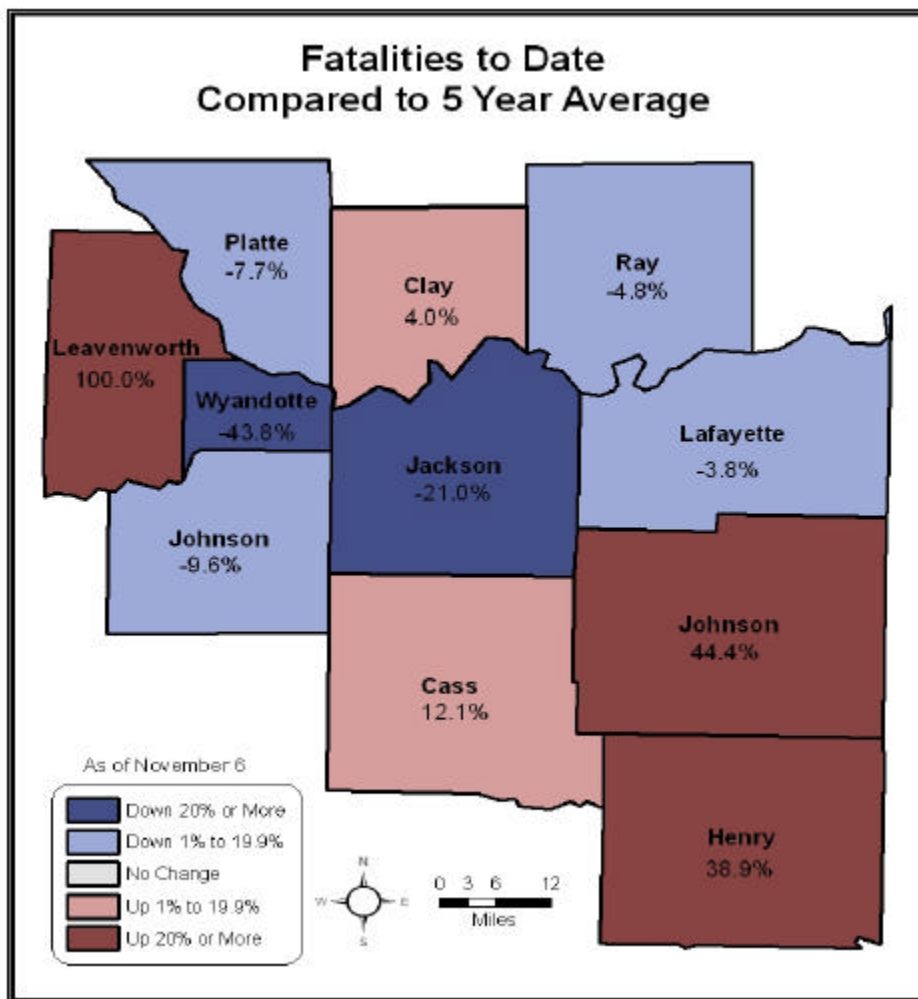 Fatalities to Date
Compared to 5 Year Average
Platte
-7.7%
Clay
4.0%
Ray
-4.8%
Leavenworth
100.0%
Wyandotte
-43.8%
Jackson
-21.0%
Lafayette
-3.8%
Johnson
-9.6%
Johnson
44.4%
Cass
12.1%
Henry
38.9%
As of November 6
Down 20% or More
Down 1% to 19.9%
No Change
Up 1% to 19.9%
Up 20% or More
N
W E
S
0 3 6 12
Miles